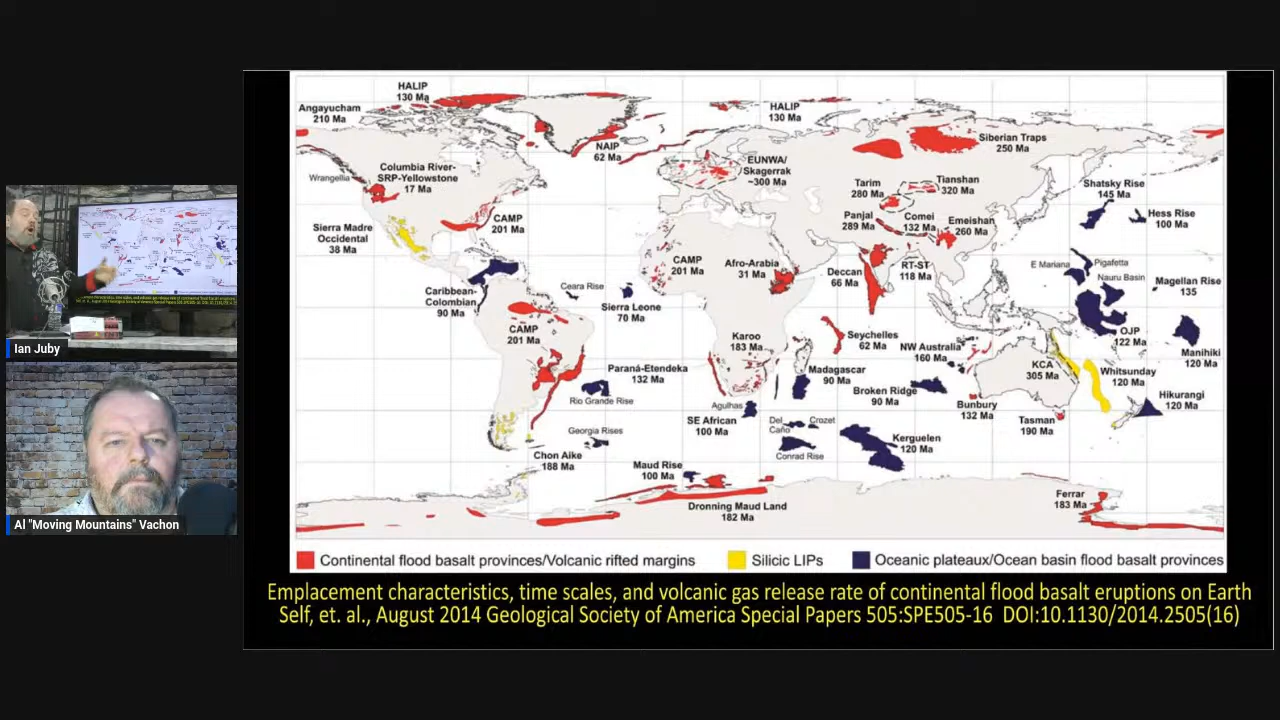 HALIP
130 Ma
Angayucham
210 Ma
HALIP
130 Ma
NAIP
62 Ma
Siberian Traps
250 Ma
Wrangellia
Columbia River-
SRP-Yellowstone
17 Ma
EUNWA/
Skagerrak
~300 Ma
Tarim
280 Ma
Tianshan
320 Ma
Shatsky Rise
145 Ma
Hess Rise
100 Ma
Sierra Madre
Occidental
38 Ma
CAMP
201 Ma
Panjal
289 Ma
Comei
132 Ma
Emeishan
260 Ma
CAMP
201 Ma
Afro-Arabia
31 Ma
Deccan
66 Ma
RT-ST
118 Ma
E Mariana
Pigafetta
Nauru Basin
Magellan Rise
135
Caribbean-
Colombian
90 Ma
Ceara Rise
Sierra Leone
70 Ma
CAMP
201 Ma
Karoo
183 Ma
Seychelles
62 Ma
NW Australia
160 Ma
OJP
122 Ma
Manihiki
120 Ma
Paraná-Etendeka
132 Ma
Rio Grande Rise
Madagascar
90 Ma
Broken Ridge
90 Ma
KCA
305 Ma
Whitsunday
120 Ma
Hikurangi
120 Ma
Agulhas
SE African
100 Ma
Del
Caño
Crozet
Conrad Rise
Bunbury
132 Ma
Tasman
190 Ma
Georgia Rises
Kerguelen
120 Ma
Chon Aike
188 Ma
Maud Rise
100 Ma
Dronning Maud Land
182 Ma
Ferrar
183 Ma
Continental flood basalt provinces/Volcanic rifted margins
Silicic LIPs
Oceanic plateaux/Ocean basin flood basalt provinces
Emplacement characteristics, time scales, and volcanic gas release rate of continental flood basalt eruptions on Earth
Self, et. al., August 2014 Geological Society of America Special Papers 505:SPE505-16 DOI:10.1130/2014.2505(16)
Ian Juby
Al "Moving Mountains" Vachon